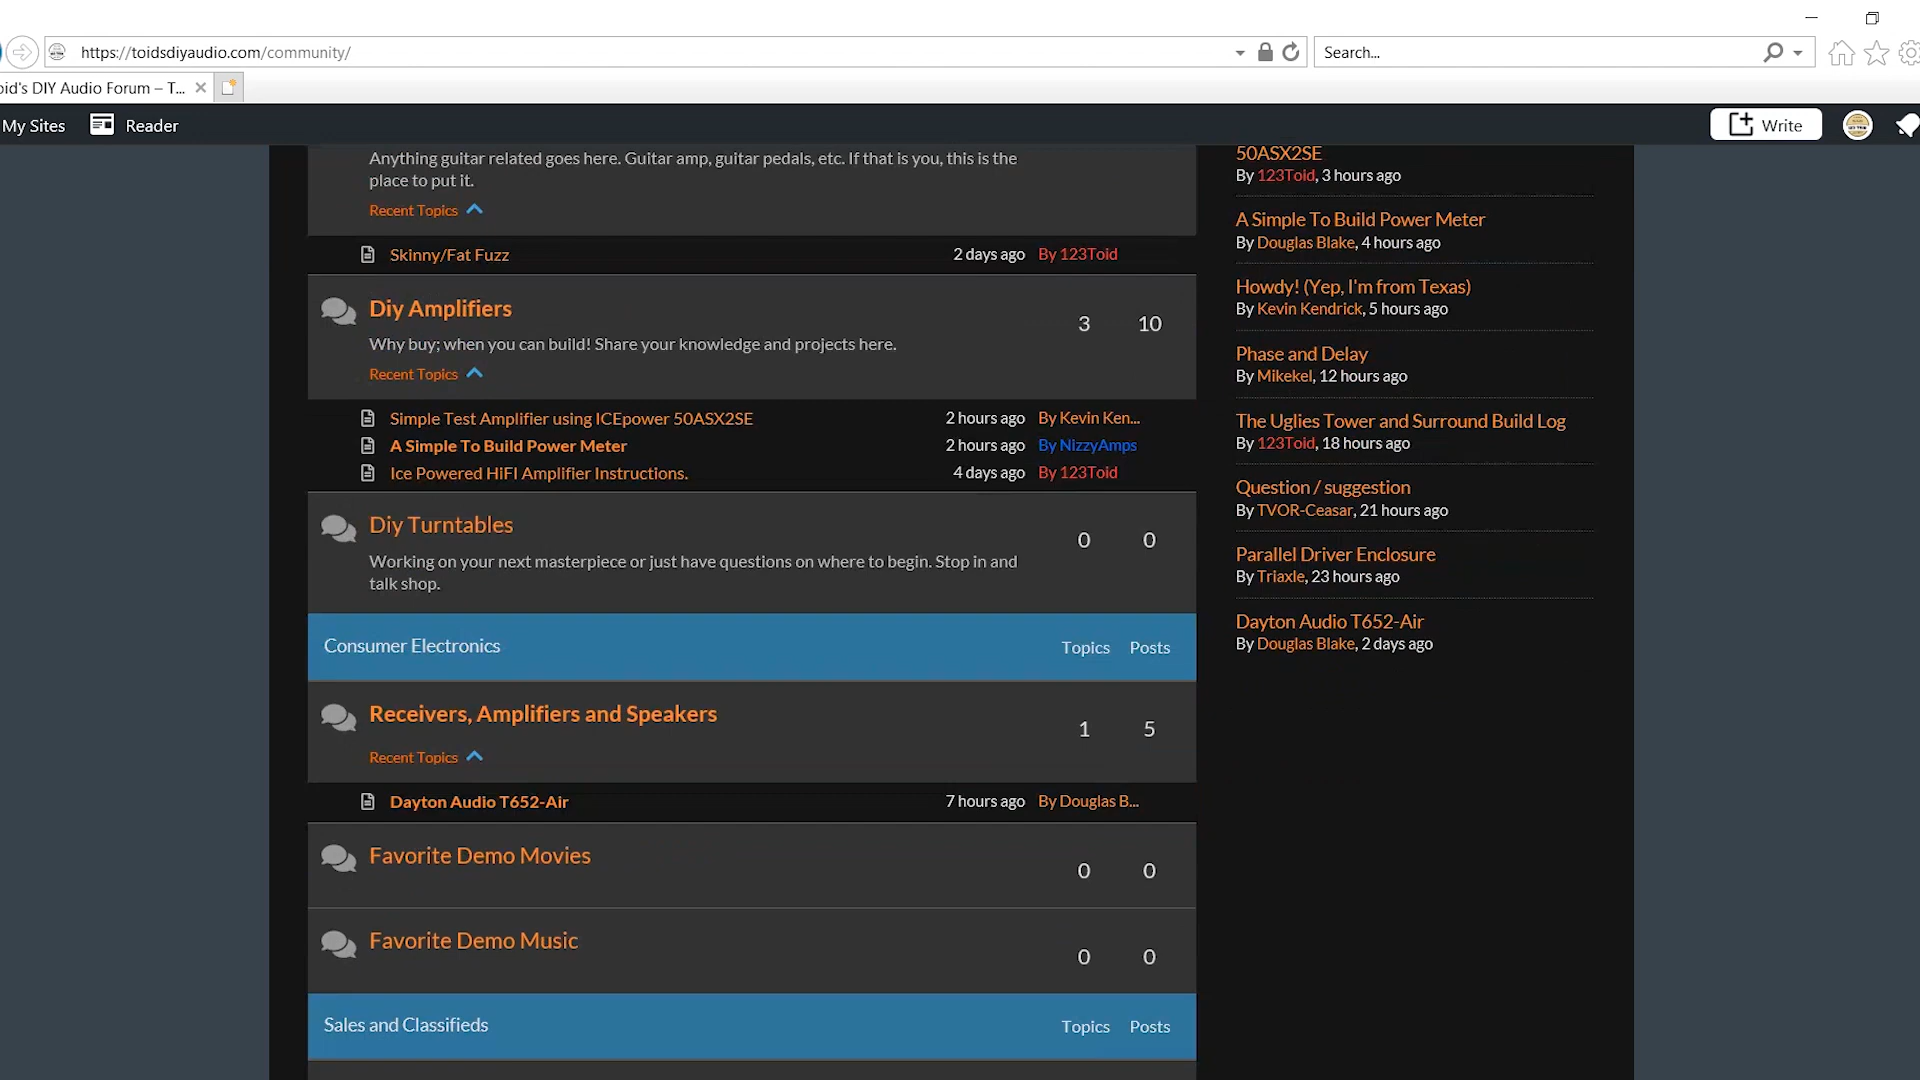 https://toidsdiyaudio.com/community/
Search...
oid's DIY Audio Forum – T...
My Sites
Reader
Write
Anything guitar related goes here. Guitar amp, guitar pedals, etc. If that is you, this is the
place to put it.
Recent Topics
Skinny/Fat Fuzz 2 days ago By 123Toid
Diy Amplifiers
3 10
Why buy; when you can build! Share your knowledge and projects here.
Recent Topics
Simple Test Amplifier using ICEpower 50ASX2SE 2 hours ago By Kevin Ken...
A Simple To Build Power Meter 2 hours ago By NizzyAmps
Ice Powered HiFI Amplifier Instructions. 4 days ago By 123Toid
Diy Turntables
0 0
Working on your next masterpiece or just have questions on where to begin. Stop in and
talk shop.
Consumer Electronics Topics Posts
Receivers, Amplifiers and Speakers
1 5
Recent Topics
Dayton Audio T652-Air 7 hours ago By Douglas B...
Favorite Demo Movies
0 0
Favorite Demo Music
0 0
Sales and Classifieds Topics Posts
50ASX2SE
By 123Toid, 3 hours ago
A Simple To Build Power Meter
By Douglas Blake, 4 hours ago
Howdy! (Yep, I'm from Texas)
By Kevin Kendrick, 5 hours ago
Phase and Delay
By Mikekel, 12 hours ago
The Uglies Tower and Surround Build Log
By 123Toid, 18 hours ago
Question / suggestion
By TVOR-Ceasar, 21 hours ago
Parallel Driver Enclosure
By Triaxle, 23 hours ago
Dayton Audio T652-Air
By Douglas Blake, 2 days ago